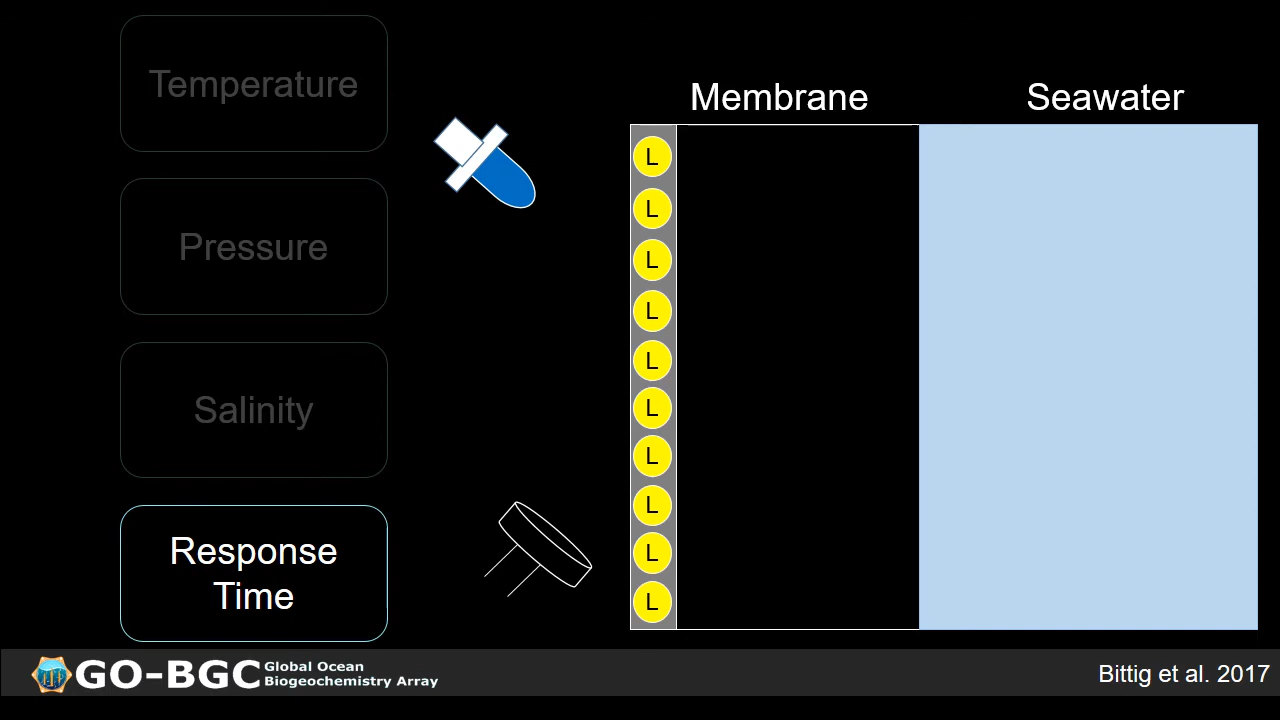 Temperature
Pressure
Salinity
Response
Time
Membrane
Seawater
L
L
L
L
L
L
L
L
L
L
GO-BGC
Global Ocean
Biogeochemistry Array
Bittig et al. 2017